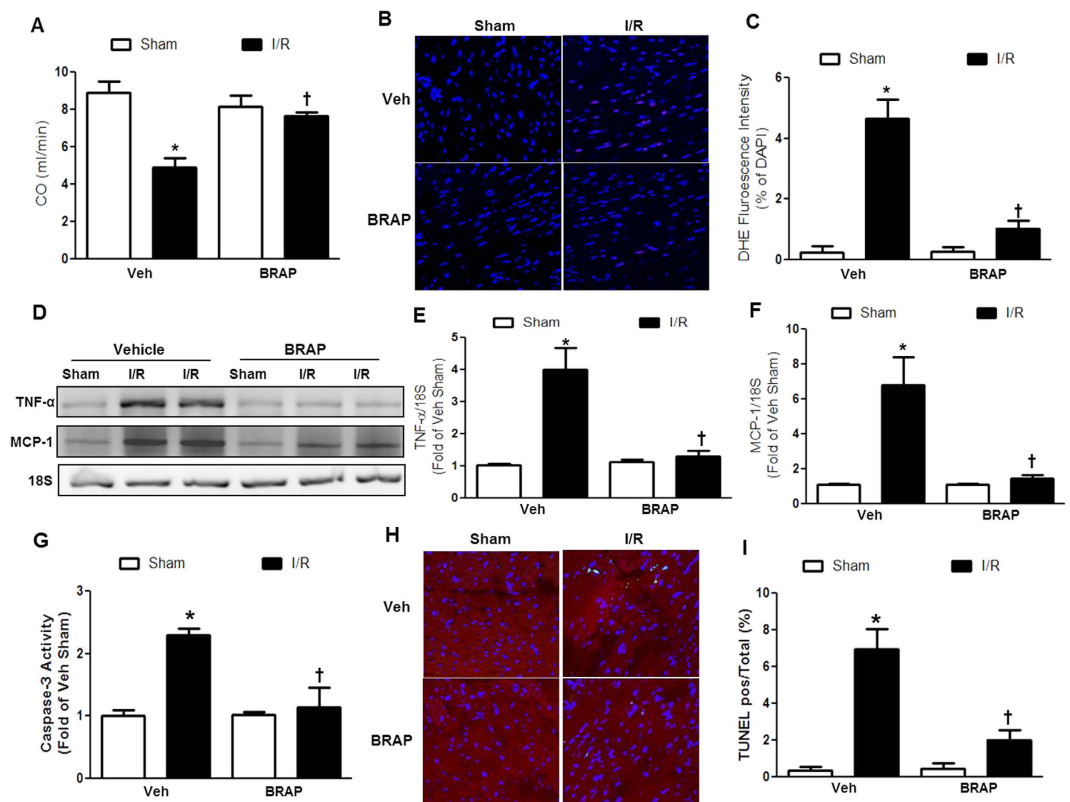 A
Sham I/R
CO (ml/min)
10
8
6
4
2
0
*
†
Veh BRAP
B
Sham I/R
Veh
BRAP
C
Sham I/R
DHE Fluroescence Intensity
(% of DAPI)
6
4
2
0
*
†
Veh BRAP
D
Vehicle BRAP
Sham I/R I/R Sham I/R I/R
TNF-α
MCP-1
18S
E
Sham I/R
TNF-α/18S
(Fold of Veh Sham)
5
4
3
2
1
0
*
†
Veh BRAP
F
Sham I/R
MCP-1/18S
(Fold of Veh Sham)
10
8
6
4
2
0
*
†
Veh BRAP
G
Sham I/R
Caspase-3 Activity
(Fold of Veh Sham)
3
2
1
0
*
†
Veh BRAP
H
Sham I/R
Veh
BRAP
I
Sham I/R
TUNEL pos/Total (%)
10
8
6
4
2
0
*
†
Veh BRAP